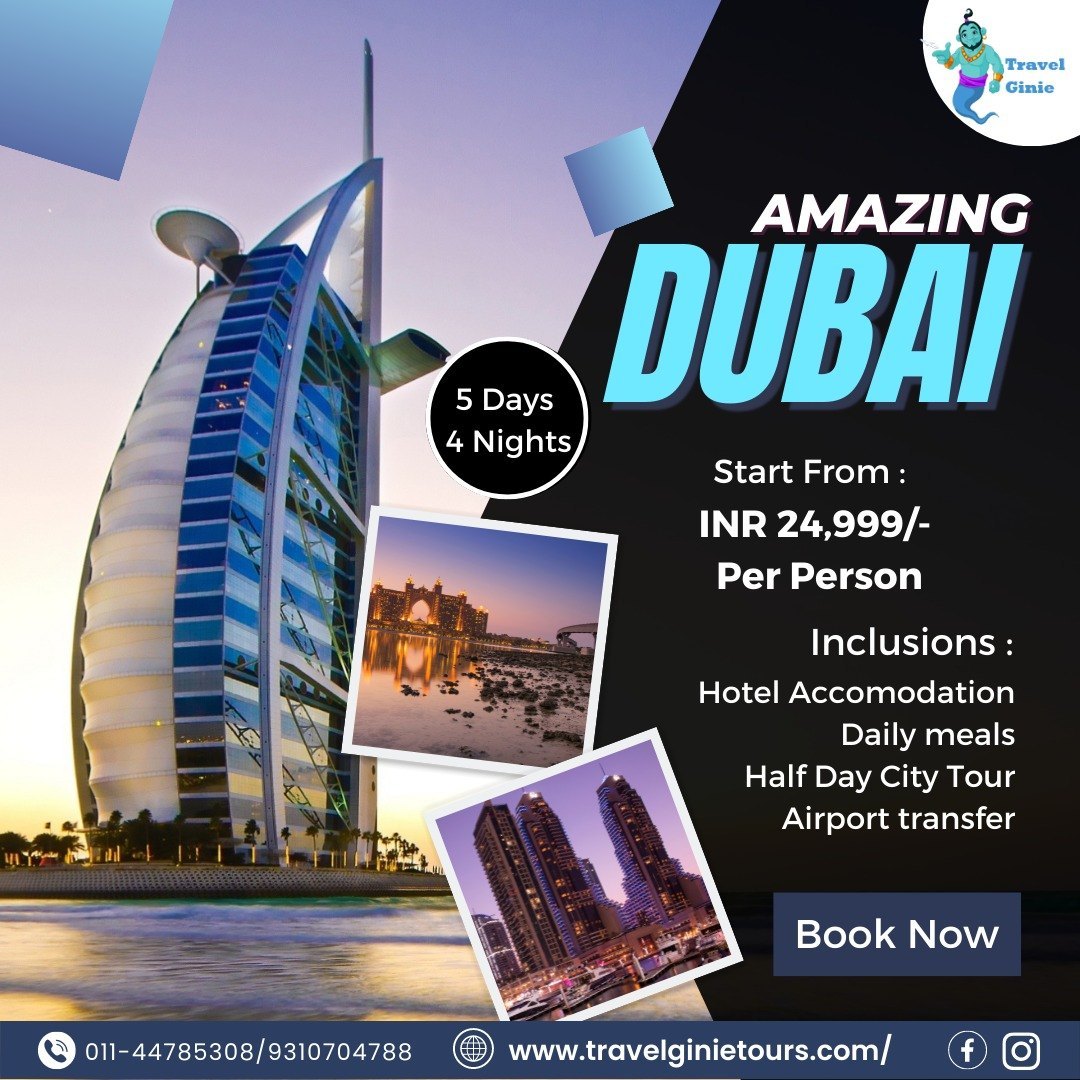 Travel
Ginie
AMAZING
DUBAI
5 Days
4 Nights
Start From :
INR 24,999/-
Per Person
Inclusions :
Hotel Accomodation
Daily meals
Half Day City Tour
Airport transfer
Book Now
011-44785308/9310704788
www.travelginietours.com/